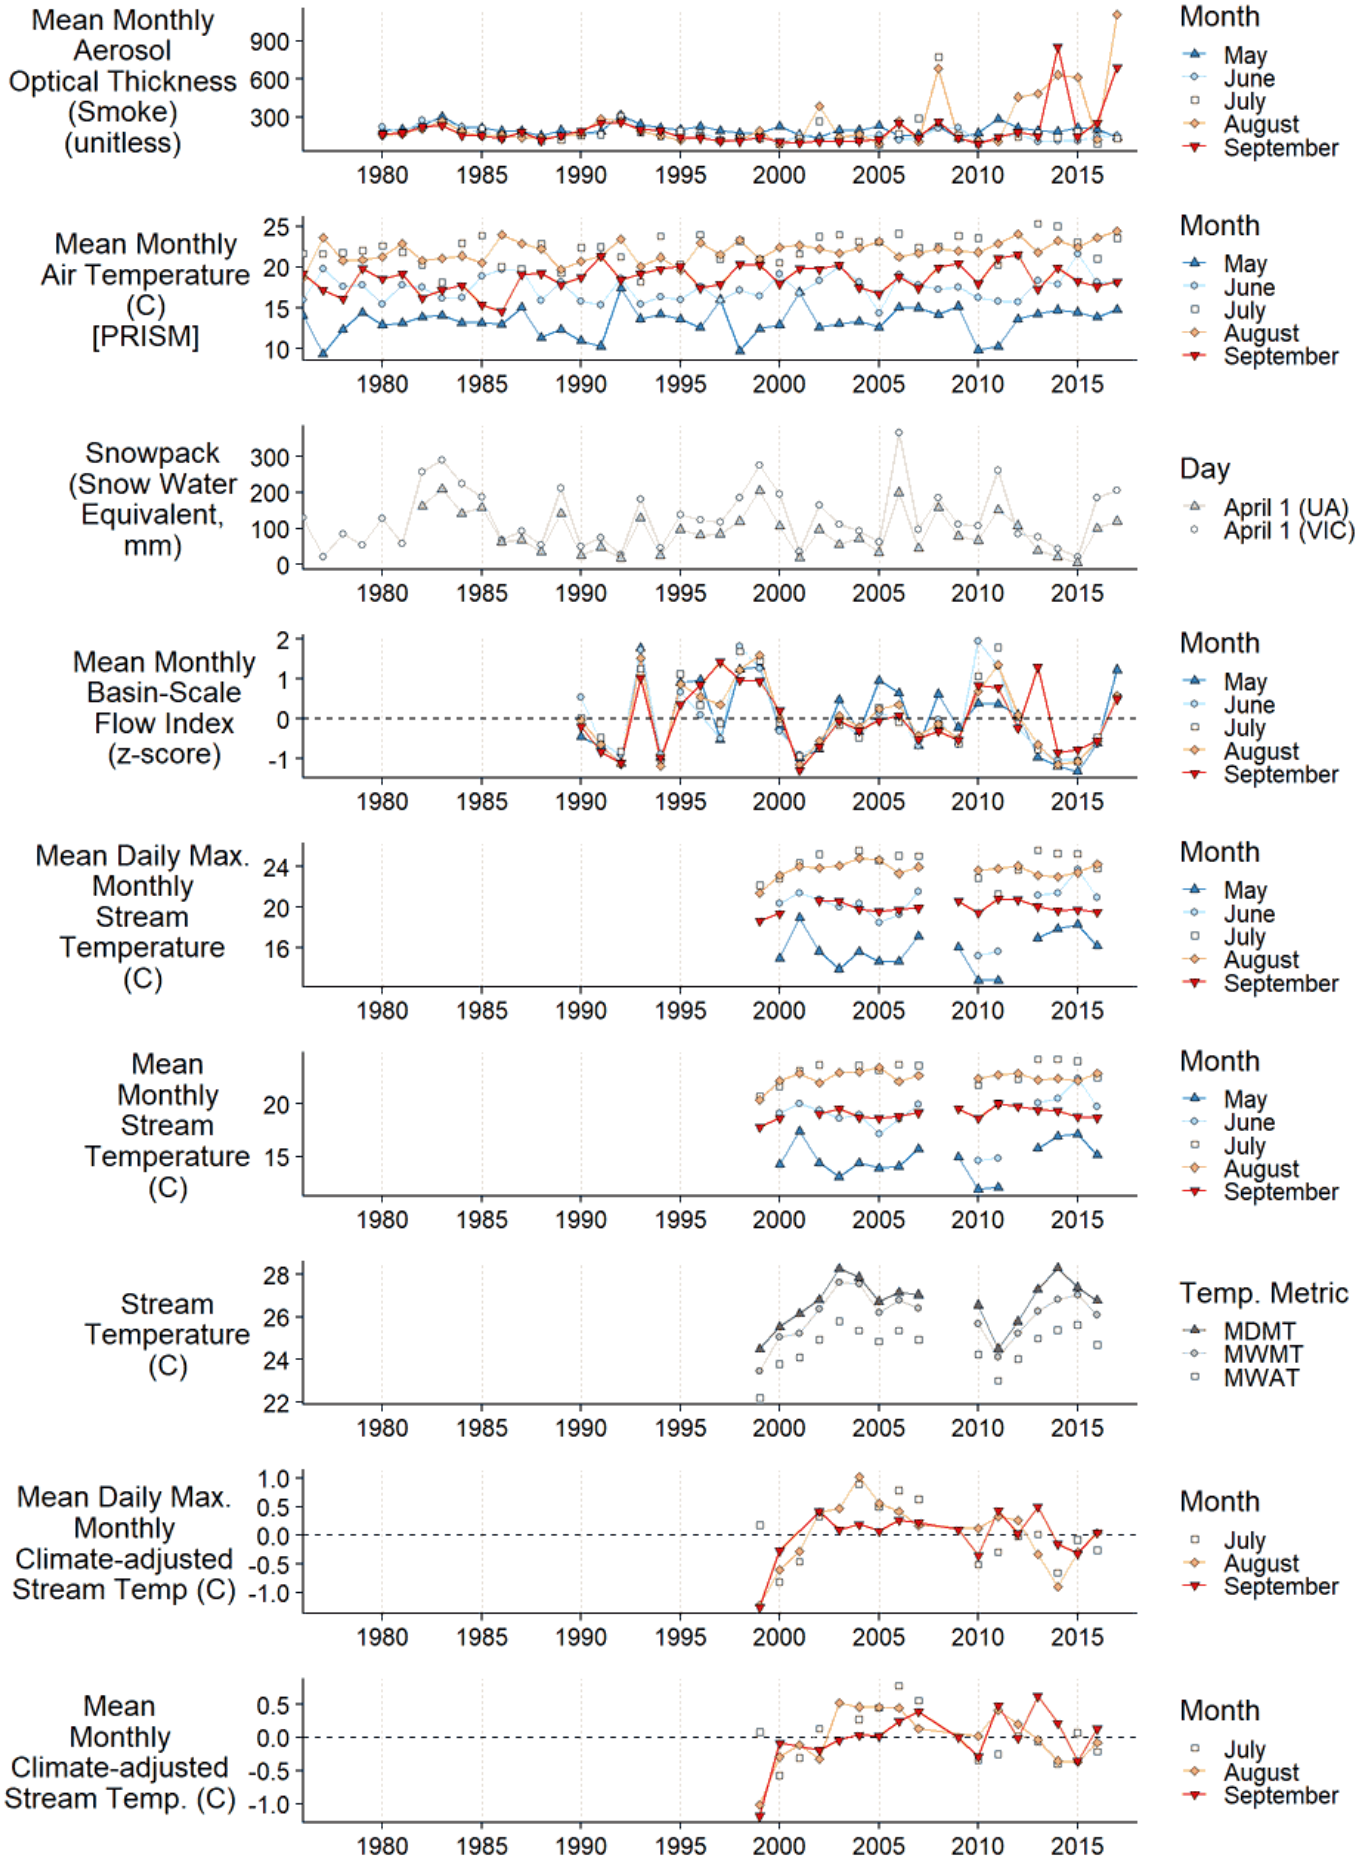 Mean Monthly
Aerosol
Optical Thickness
(Smoke)
(unitless)
900
600
300
1980 1985 1990 1995 2000 2005 2010 2015
Month
May
June
July
August
September
Mean Monthly
Air Temperature
(C)
[PRISM]
25
20
15
10
1980 1985 1990 1995 2000 2005 2010 2015
Month
May
June
July
August
September
Snowpack
(Snow Water
Equivalent,
mm)
300
200
100
0
1980 1985 1990 1995 2000 2005 2010 2015
Day
April 1 (UA)
April 1 (VIC)
Mean Monthly
Basin-Scale
Flow Index
(z-score)
2
1
0
-1
1980 1985 1990 1995 2000 2005 2010 2015
Month
May
June
July
August
September
Mean Daily Max.
Monthly
Stream
Temperature
(C)
24
20
16
1980 1985 1990 1995 2000 2005 2010 2015
Month
May
June
July
August
September
Mean
Monthly
Stream
Temperature
(C)
20
15
1980 1985 1990 1995 2000 2005 2010 2015
Month
May
June
July
August
September
Stream
Temperature
(C)
28
26
24
22
1980 1985 1990 1995 2000 2005 2010 2015
Temp. Metric
MDMT
MWMT
MWAT
Mean Daily Max.
Monthly
Climate-adjusted
Stream Temp (C)
1.0
0.5
0.0
-0.5
-1.0
1980 1985 1990 1995 2000 2005 2010 2015
Month
July
August
September
Mean
Monthly
Climate-adjusted
Stream Temp. (C)
0.5
0.0
-0.5
-1.0
1980 1985 1990 1995 2000 2005 2010 2015
Month
July
August
September